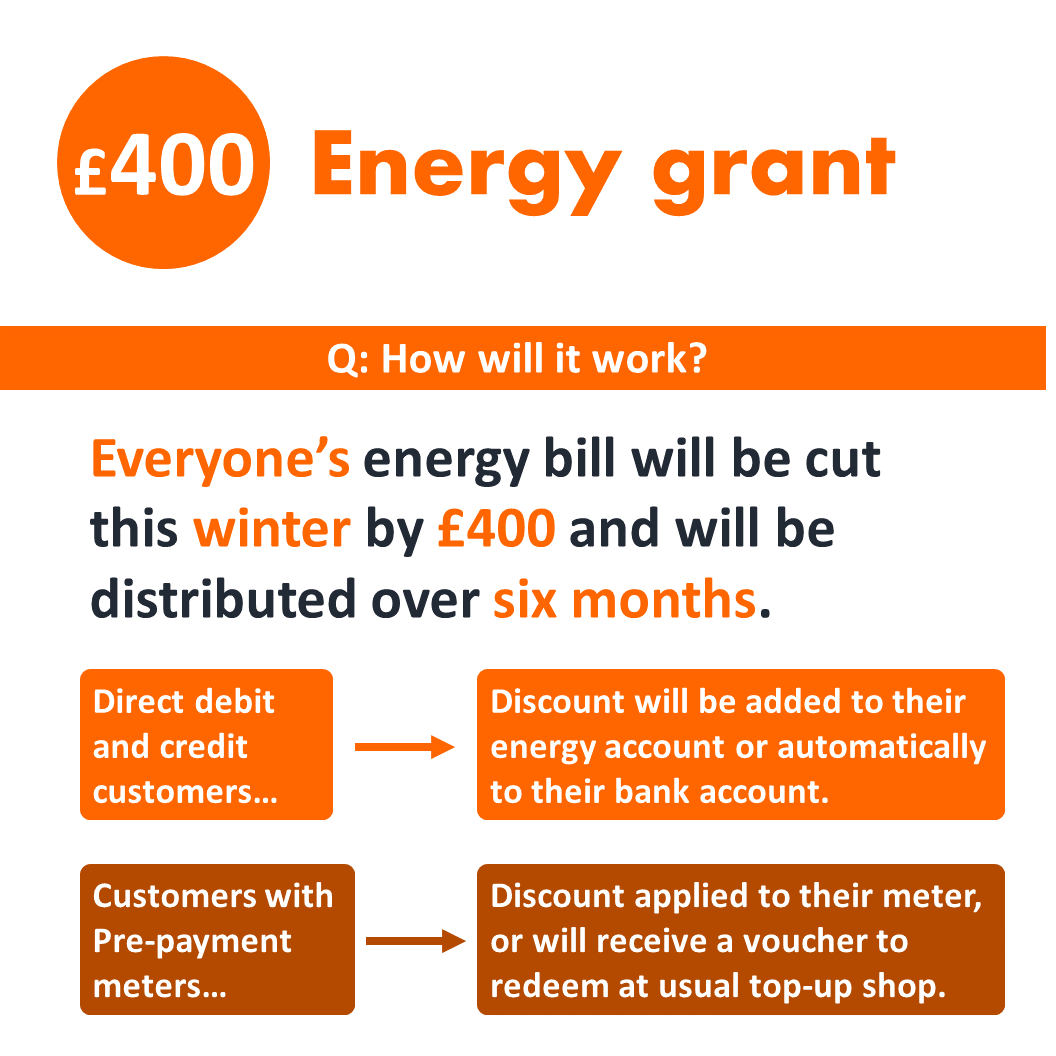 £400
Energy grant
Q: How will it work?
Everyone’s energy bill will be cut
this winter by £400 and will be
distributed over six months.
Direct debit
and credit
customers…
Discount will be added to their
energy account or automatically
to their bank account.
Customers with
Pre-payment
meters…
Discount applied to their meter,
or will receive a voucher to
redeem at usual top-up shop.